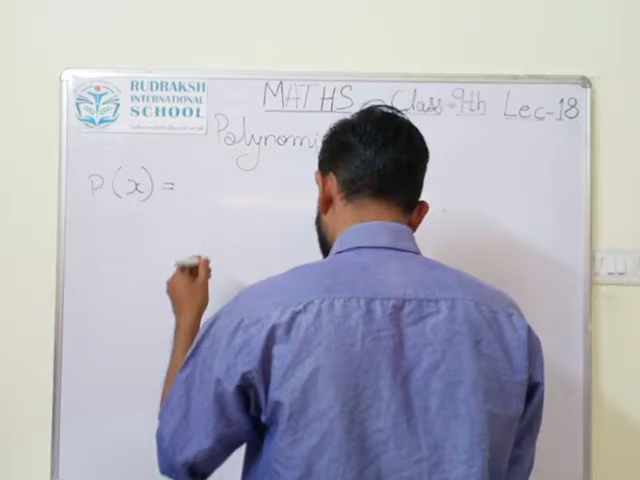 RUDRAKSH
INTERNATIONAL
SCHOOL
MATHS Class-9th Lec-18
Polynomi
P(x) =